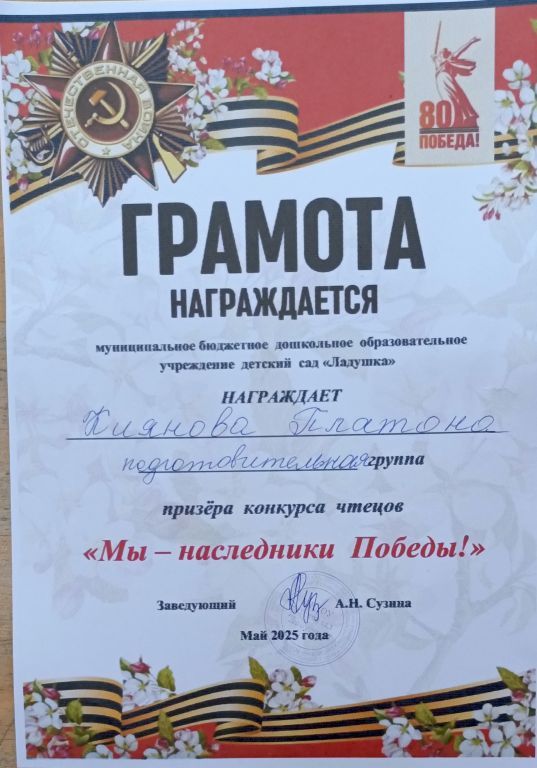 ОТЕЧЕСТВЕННАЯ ВОЙНА
80
ПОБЕДА!
ГРАМОТА
НАГРАЖДАЕТСЯ
муниципальное бюджетное дошкольное образовательное
учреждение детский сад «Ладушка»
НАГРАЖДАЕТ
Киянова Платона
подготовительная группа
призёра конкурса чтецов
«Мы – наследники Победы!»
Заведующий А.Н. Сузина
Май 2025 года